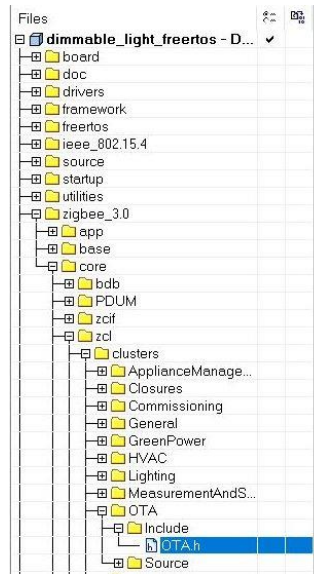 Files
dimmable_light_freertos - D...
board
doc
drivers
framework
freertos
ieee_802.15.4
source
startup
utilities
zigbee_3.0
app
base
core
bdb
PDUM
zcif
zcl
clusters
ApplianceManage...
Closures
Commissioning
General
GreenPower
HVAC
Lighting
MeasurementAndS...
OTA
Include
OTA.h
Source